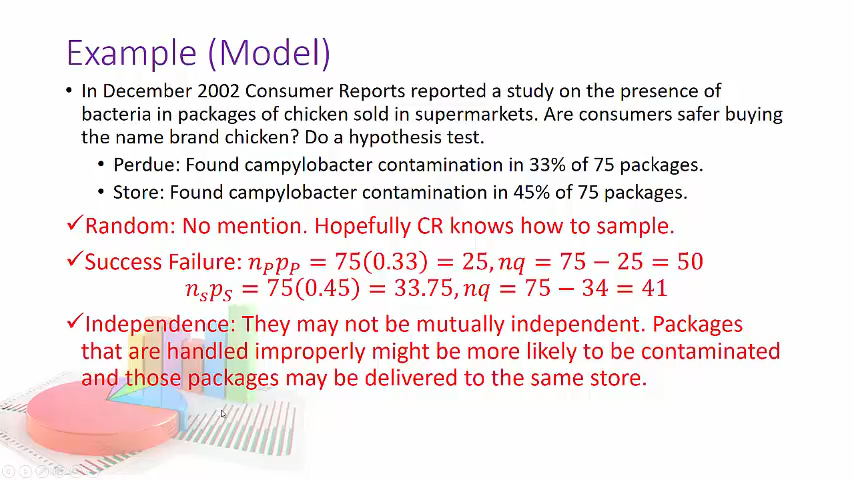 Example (Model)
• In December 2002 Consumer Reports reported a study on the presence of
bacteria in packages of chicken sold in supermarkets. Are consumers safer buying
the name brand chicken? Do a hypothesis test.
• Perdue: Found campylobacter contamination in 33% of 75 packages.
• Store: Found campylobacter contamination in 45% of 75 packages.
✓Random: No mention. Hopefully CR knows how to sample.
✓Success Failure: n_P p_P = 75(0.33) = 25, nq = 75 − 25 = 50
n_s p_S = 75(0.45) = 33.75, nq = 75 − 34 = 41
✓Independence: They may not be mutually independent. Packages
that are handled improperly might be more likely to be contaminated
and those packages may be delivered to the same store.